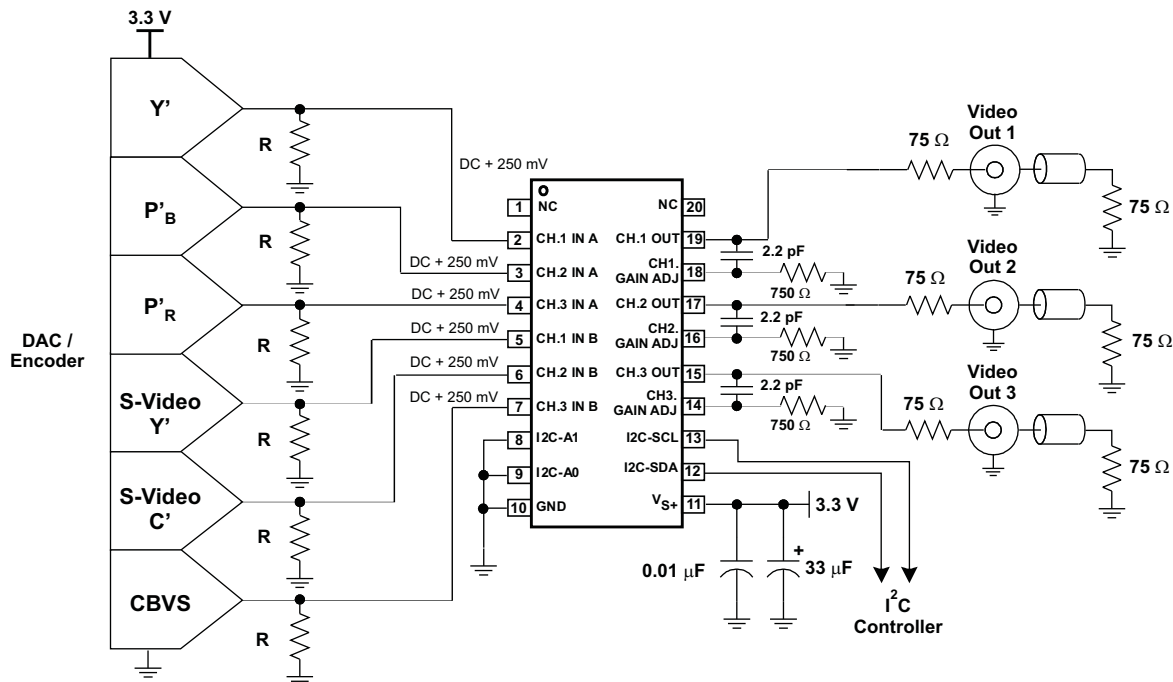 3.3 V
Y'
P'B
P'R
S-Video
Y'
S-Video
C'
CBVS
DAC /
Encoder
R
R
R
R
R
R
DC + 250 mV
DC + 250 mV
DC + 250 mV
DC + 250 mV
DC + 250 mV
DC + 250 mV
1 NC
2 CH.1 IN A
3 CH.2 IN A
4 CH.3 IN A
5 CH.1 IN B
6 CH.2 IN B
7 CH.3 IN B
8 I2C-A1
9 I2C-A0
10 GND
NC 20
CH.1 OUT 19
CH1.
GAIN ADJ 18
CH.2 OUT 17
CH2.
GAIN ADJ 16
CH.3 OUT 15
CH3.
GAIN ADJ 14
I2C-SCL 13
I2C-SDA 12
VS+ 11
2.2 pF
750 Ω
2.2 pF
750 Ω
2.2 pF
750 Ω
75 Ω
Video
Out 1
75 Ω
75 Ω
Video
Out 2
75 Ω
75 Ω
Video
Out 3
75 Ω
3.3 V
0.01 µF
+
33 µF
I2C
Controller